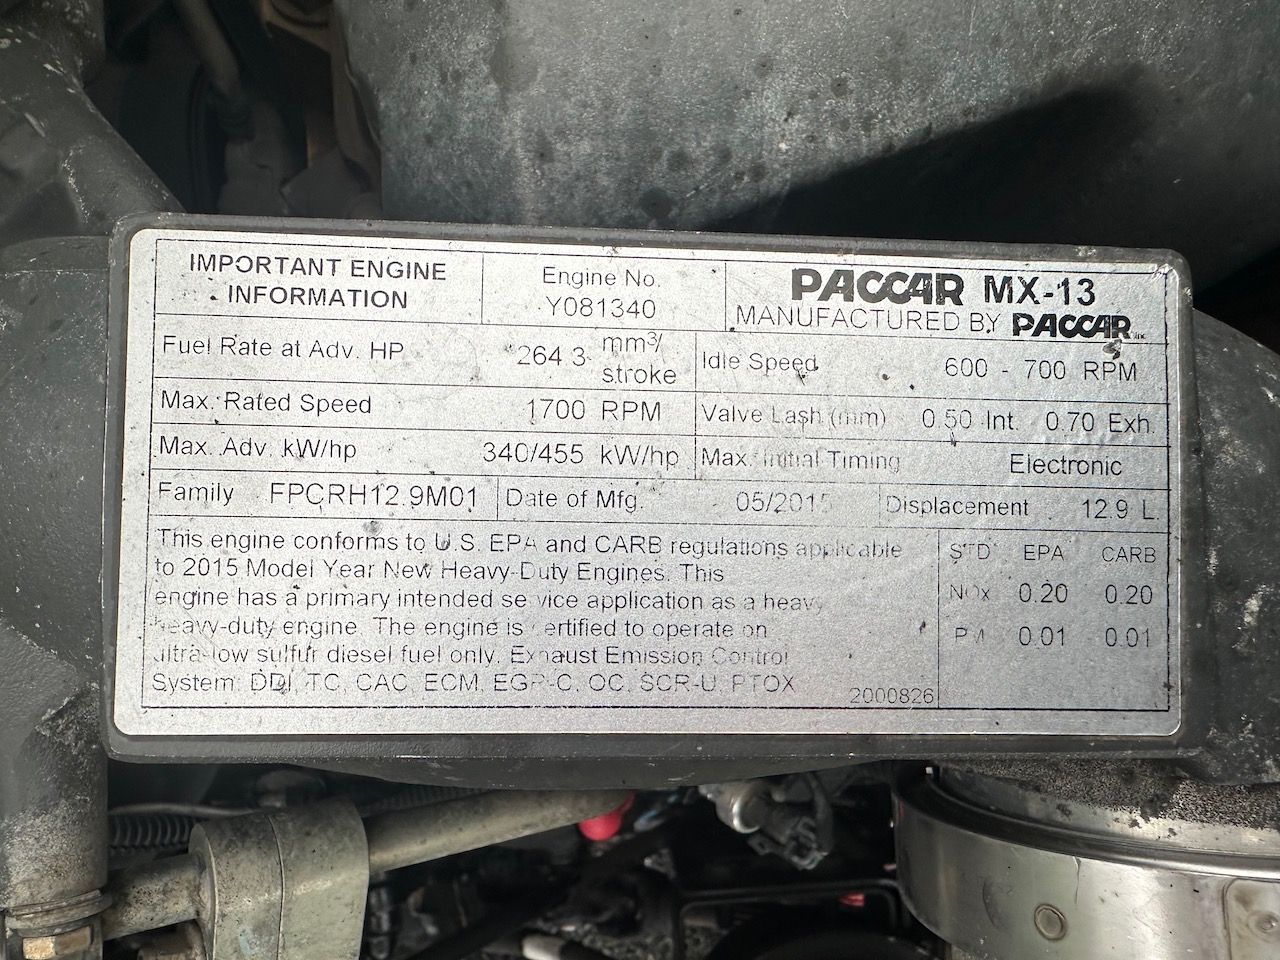 IMPORTANT ENGINE
INFORMATION
Engine No.
Y081340
PACCAR MX-13
MANUFACTURED BY PACCAR
Fuel Rate at Adv. HP 264.3 mm³/
stroke
Idle Speed 600 - 700 RPM
Max. Rated Speed 1700 RPM
Valve Lash (mm) 0.50 Int. 0.70 Exh.
Max. Adv. kW/hp 340/455 kW/hp
Max. Initial Timing Electronic
Family FPCRH12.9M01
Date of Mfg. 05/2015
Displacement 12.9 L.
This engine conforms to U.S. EPA and CARB regulations applicable
to 2015 Model Year New Heavy-Duty Engines. This
engine has a primary intended service application as a heavy
heavy-duty engine. The engine is certified to operate on
ultra-low sulfur diesel fuel only. Exhaust Emission Control
System: DDI, TC, CAC, ECM, EGR-C, OC, SCR-U, PTOX
2000826
STD EPA CARB
NOx 0.20 0.20
PM 0.01 0.01